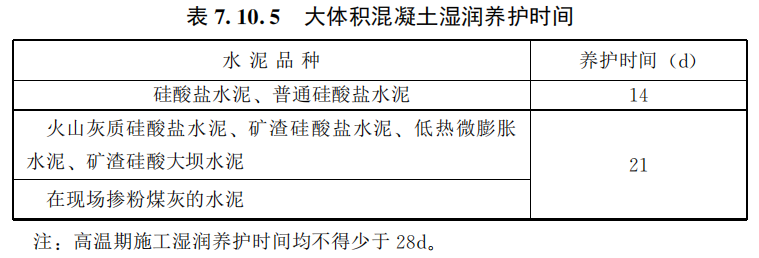 表 7.10.5 大体积混凝土湿润养护时间
水泥品种 养护时间（d）
硅酸盐水泥、普通硅酸盐水泥 14
火山灰质硅酸盐水泥、矿渣硅酸盐水泥、低热微膨胀
水泥、矿渣硅酸大坝水泥
21
在现场掺粉煤灰的水泥
注：高温期施工湿润养护时间均不得少于 28d。